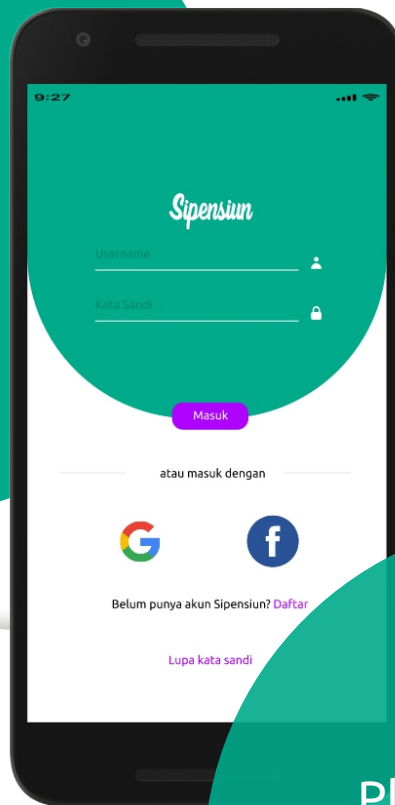 9:27
Sipensiun
Username
Kata Sandi
Masuk
atau masuk dengan
Belum punya akun Sipensiun? Daftar
Lupa kata sandi